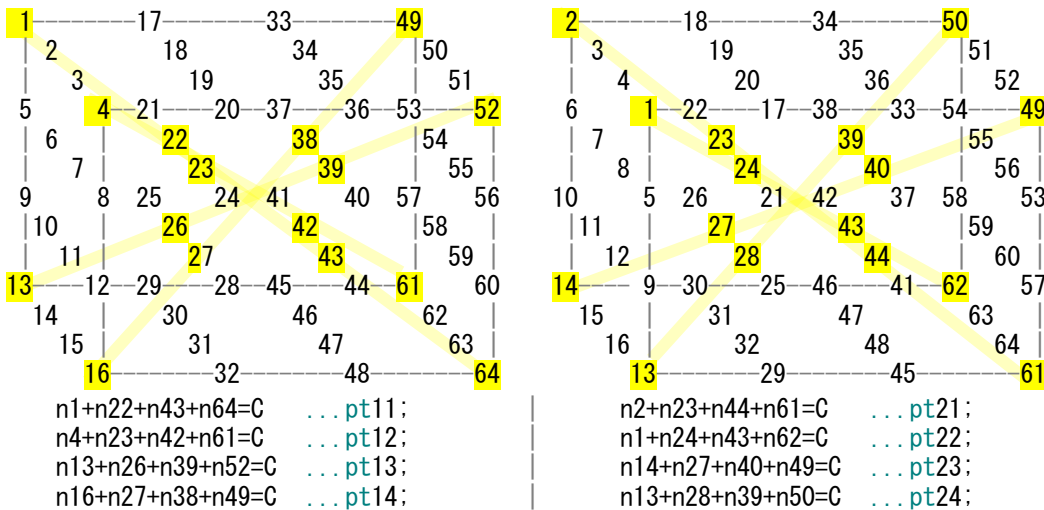 1 17 33 49 2 18 34 50
2 18 34 50 3 19 35 51
3 19 35 51 4 20 36 52
5 4 21 20 37 36 53 52 6 1 22 17 38 33 54 49
6 22 38 54 7 23 39 55
7 23 39 55 8 24 40 56
9 8 25 24 41 40 57 56 10 5 26 21 42 37 58 53
10 26 42 58 11 27 43 59
11 27 43 59 12 28 44 60
13 12 29 28 45 44 61 60 14 9 30 25 46 41 62 57
14 30 46 62 15 31 47 63
15 31 47 63 16 32 48 64
16 32 48 64 13 29 45 61
n1+n22+n43+n64=C ...pt11; | n2+n23+n44+n61=C ...pt21;
n4+n23+n42+n61=C ...pt12; | n1+n24+n43+n62=C ...pt22;
n13+n26+n39+n52=C ...pt13; | n14+n27+n40+n49=C ...pt23;
n16+n27+n38+n49=C ...pt14; | n13+n28+n39+n50=C ...pt24;